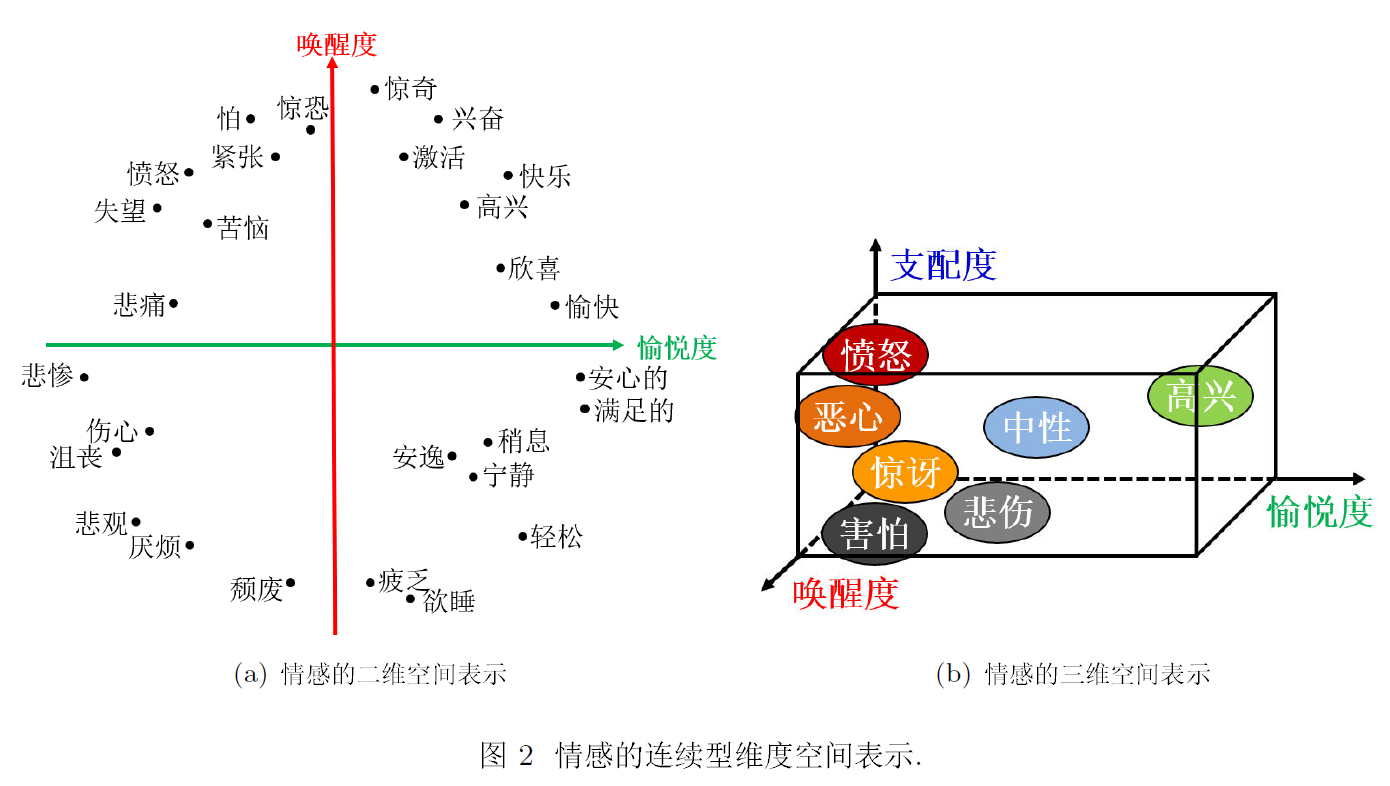 唤醒度
惊奇
惊恐
怕
兴奋
紧张
激活
愤怒
快乐
失望
高兴
苦恼
欣喜
悲痛
愉快
愉悦度
悲惨
安心的
满足的
伤心
稍息
沮丧
安逸
宁静
悲观
轻松
厌烦
颓废
疲乏
欲睡
(a) 情感的二维空间表示
支配度
愤怒
高兴
恶心
中性
惊讶
悲伤
愉悦度
害怕
唤醒度
(b) 情感的三维空间表示
图 2 情感的连续型维度空间表示.